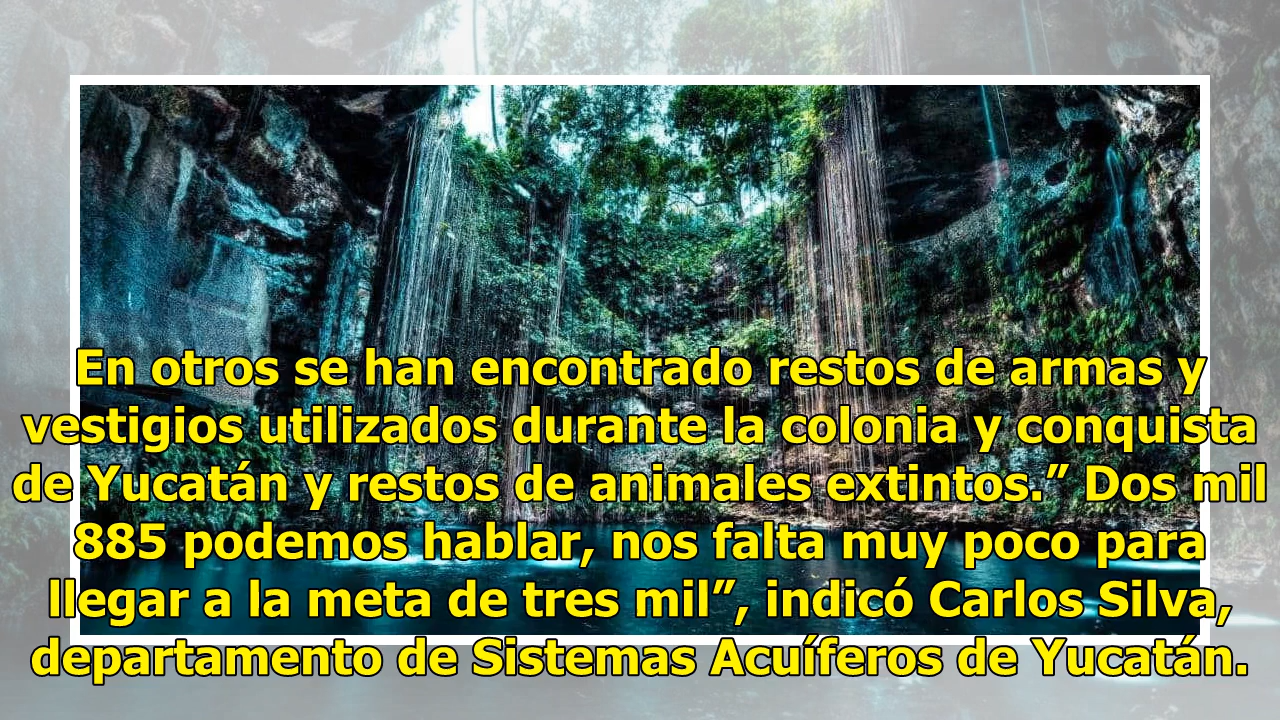 En otros se han encontrado restos de armas y
vestigios utilizados durante la colonia y conquista
de Yucatán y restos de animales extintos.” Dos mil
885 podemos hablar, nos falta muy poco para
llegar a la meta de tres mil”, indicó Carlos Silva,
departamento de Sistemas Acuíferos de Yucatán.